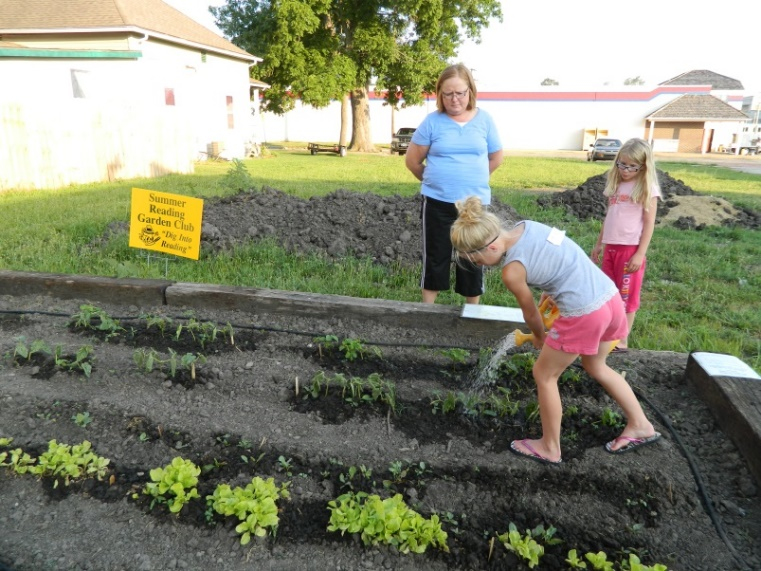 Summer
Reading
Garden Club
"Dig Into
Reading"